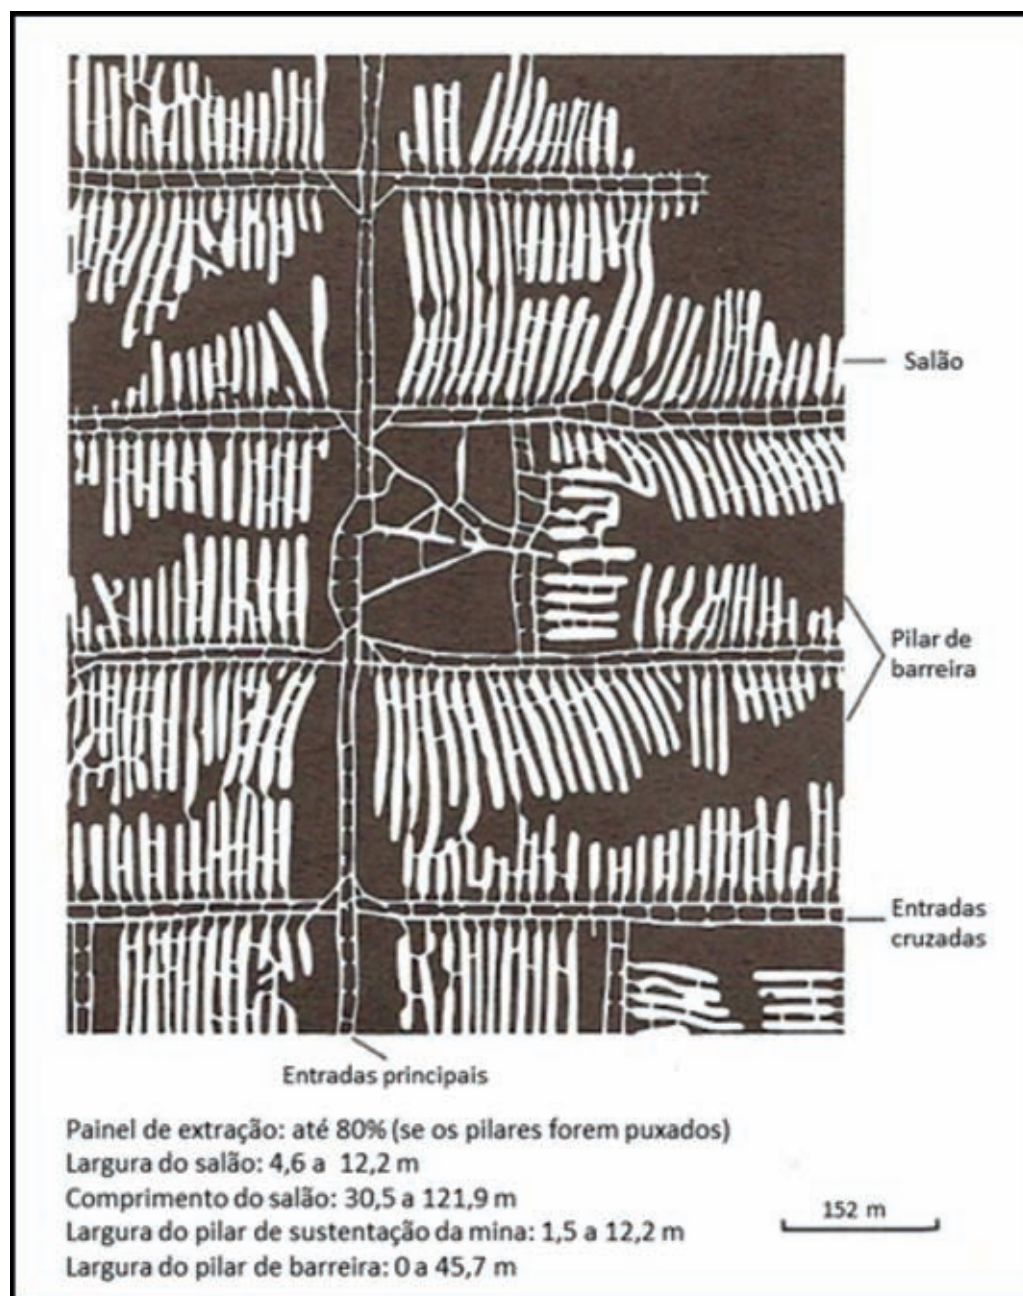 Salão
Pilar de
barreira
Entradas
cruzadas
Entradas principais
Painel de extração: até 80% (se os pilares forem puxados)
Largura do salão: 4,6 a 12,2 m
Comprimento do salão: 30,5 a 121,9 m
152 m
Largura do pilar de sustentação da mina: 1,5 a 12,2 m
Largura do pilar de barreira: 0 a 45,7 m